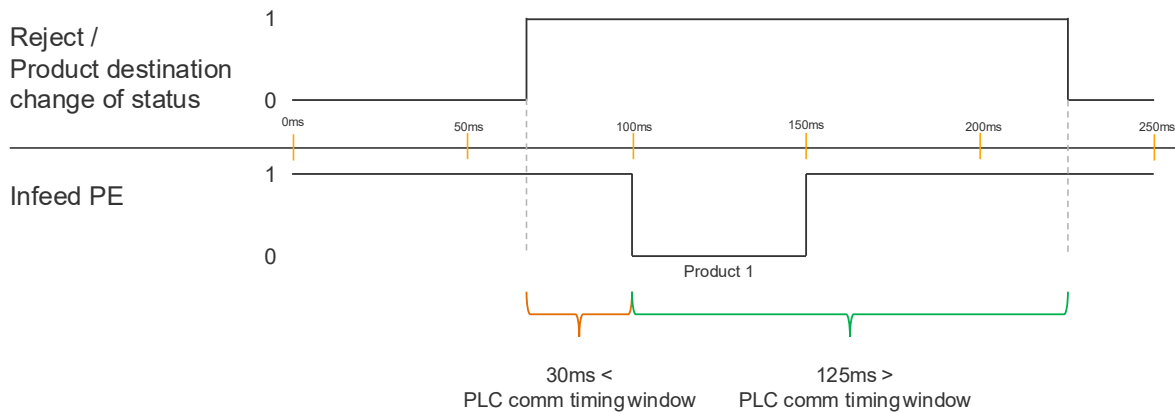 Reject /
Product destination
change of status
1
0
0ms
50ms
100ms
150ms
200ms
250ms
Infeed PE
1
0
Product 1
30ms <
PLC comm timing window
125ms >
PLC comm timing window